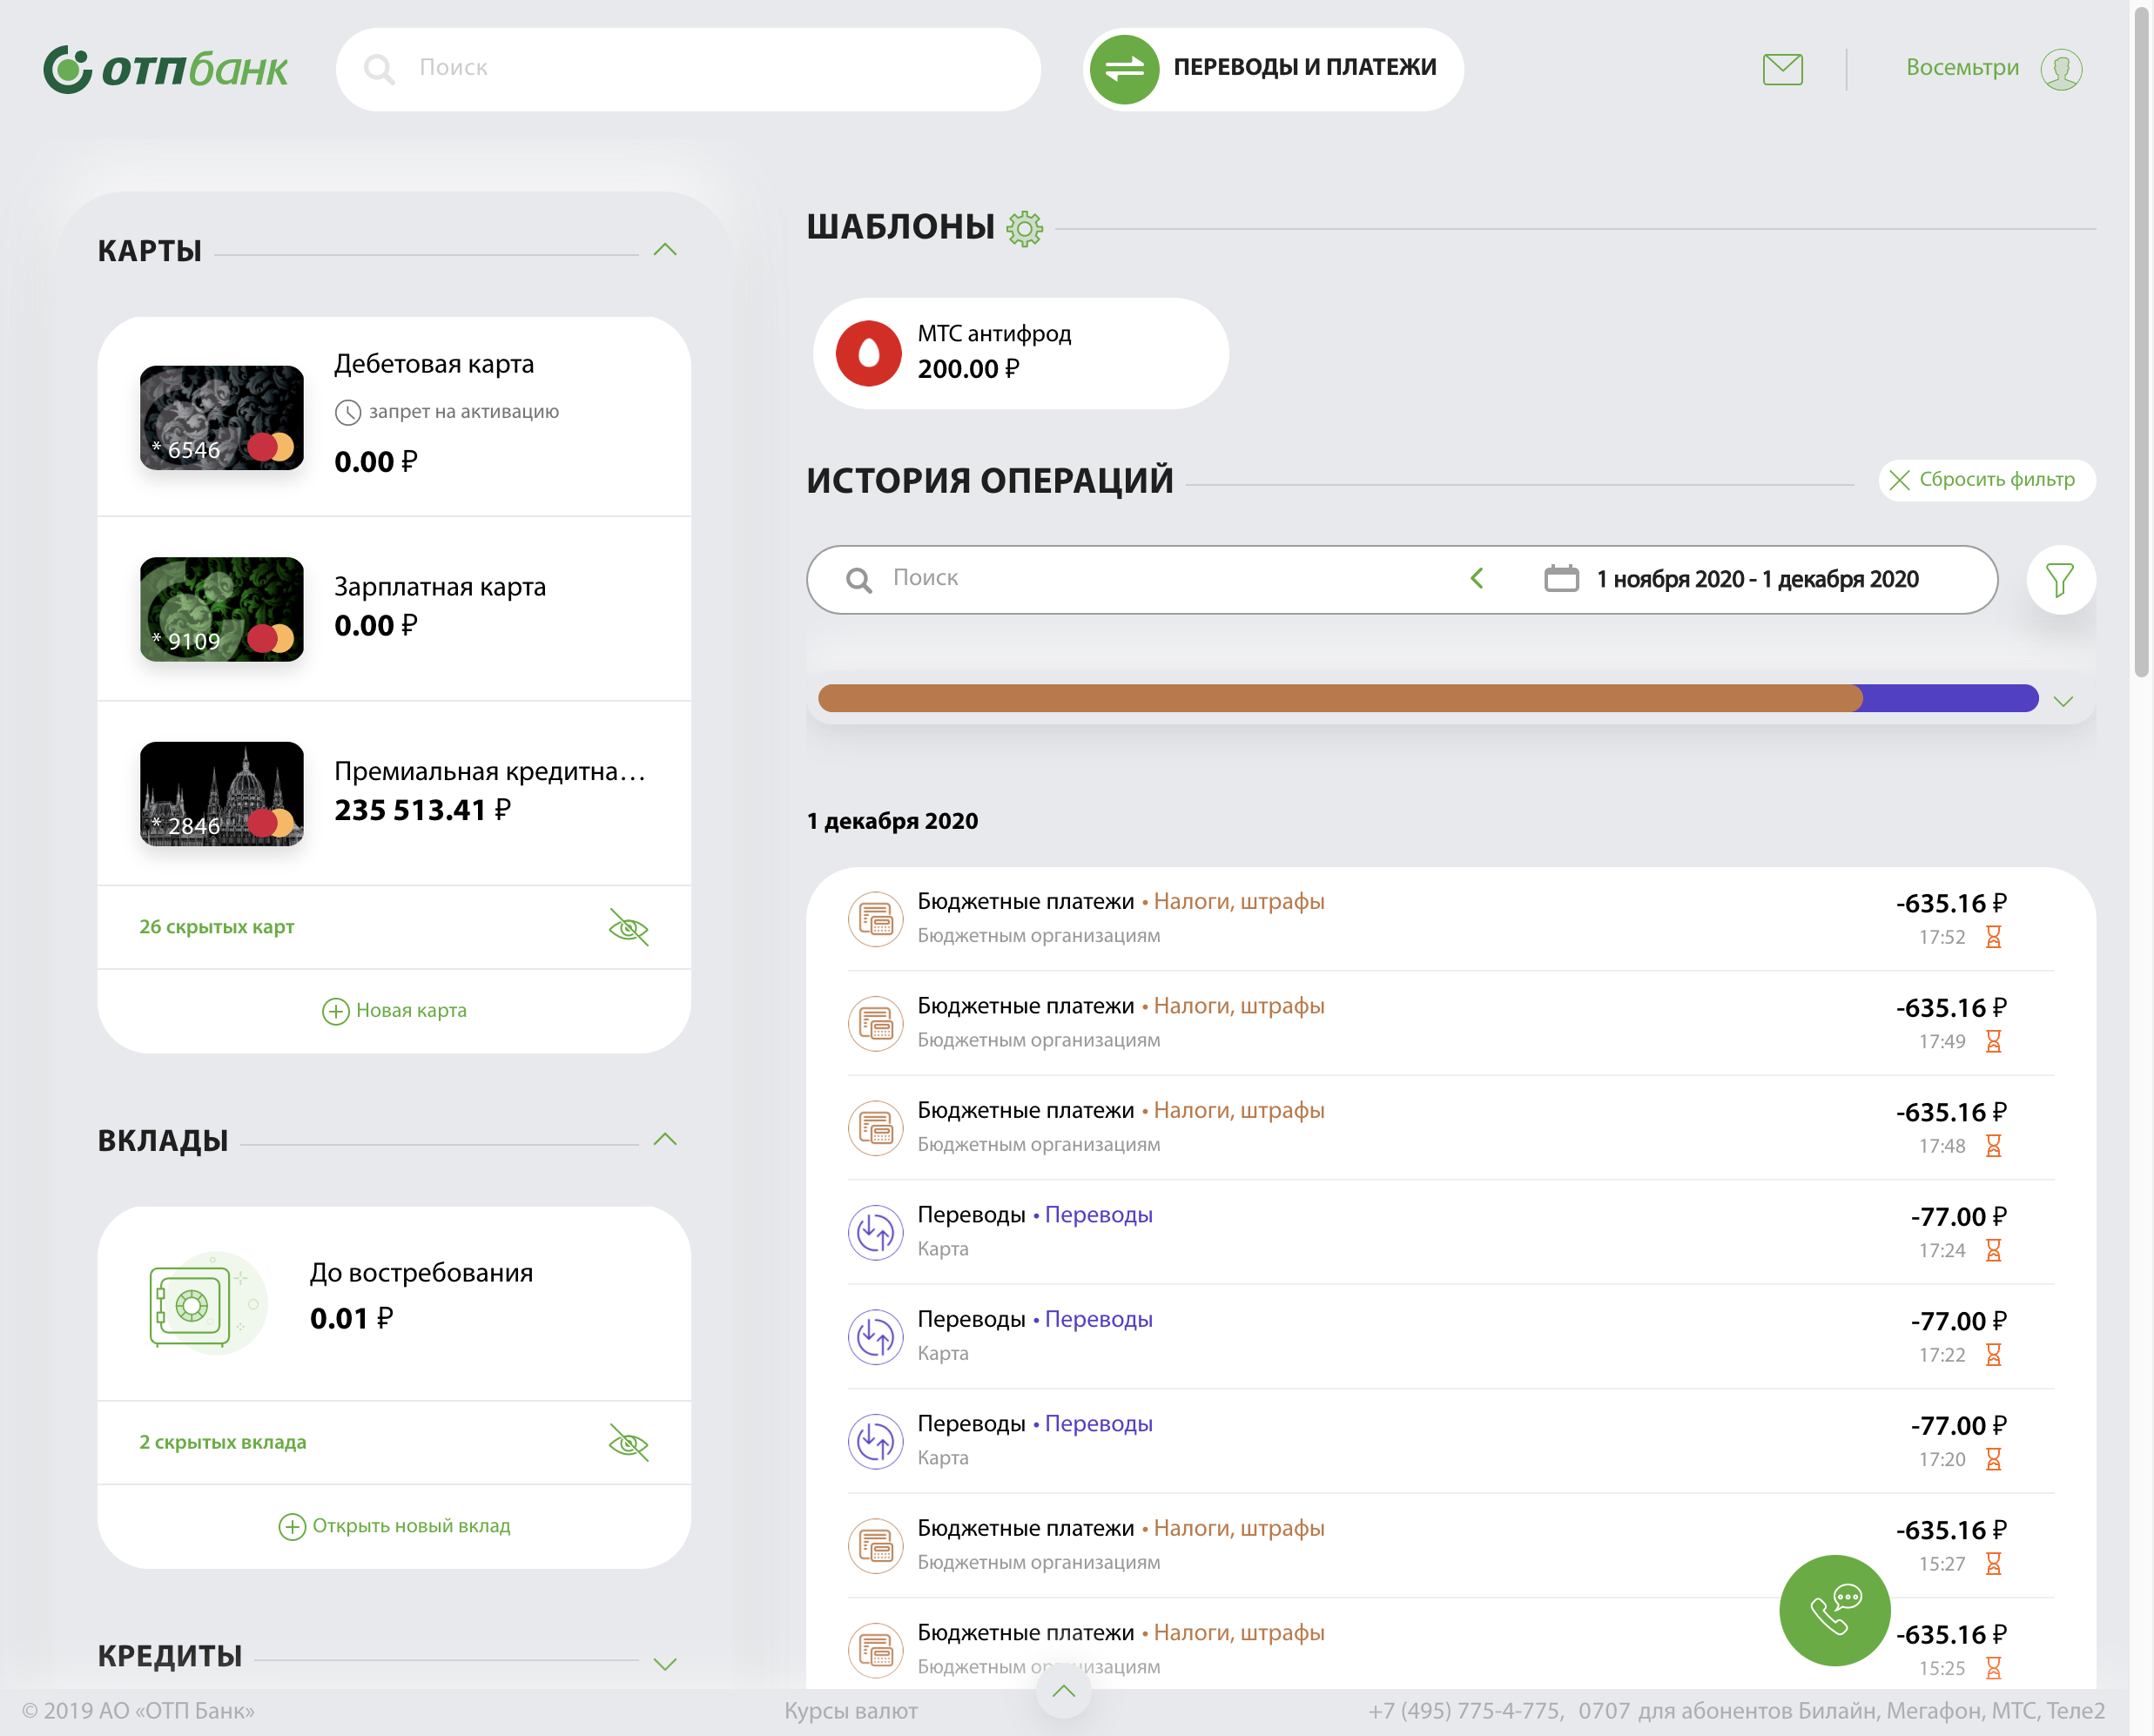 ОТПбанк
Поиск
ПЕРЕВОДЫ И ПЛАТЕЖИ
Восемьтри
КАРТЫ
Дебетовая карта
запрет на активацию
* 6546
0.00 ₽
Зарплатная карта
0.00 ₽
* 9109
Премиальная кредитна...
235 513.41 ₽
* 2846
26 скрытых карт
Новая карта
ВКЛАДЫ
До востребования
0.01 ₽
2 скрытых вклада
Открыть новый вклад
КРЕДИТЫ
ШАБЛОНЫ
МТС антифрод
200.00 ₽
ИСТОРИЯ ОПЕРАЦИЙ
Сбросить фильтр
Поиск
1 ноября 2020 - 1 декабря 2020
1 декабря 2020
Бюджетные платежи • Налоги, штрафы -635.16 ₽
Бюджетным организациям 17:52
Бюджетные платежи • Налоги, штрафы -635.16 ₽
Бюджетным организациям 17:49
Бюджетные платежи • Налоги, штрафы -635.16 ₽
Бюджетным организациям 17:48
Переводы • Переводы -77.00 ₽
Карта 17:24
Переводы • Переводы -77.00 ₽
Карта 17:22
Переводы • Переводы -77.00 ₽
Карта 17:20
Бюджетные платежи • Налоги, штрафы -635.16 ₽
Бюджетным организациям 15:27
Бюджетные платежи • Налоги, штрафы -635.16 ₽
Бюджетным организациям 15:25
© 2019 АО «ОТП Банк»
Курсы валют
+7 (495) 775-4-775, 0707 для абонентов Билайн, Мегафон, МТС, Теле2